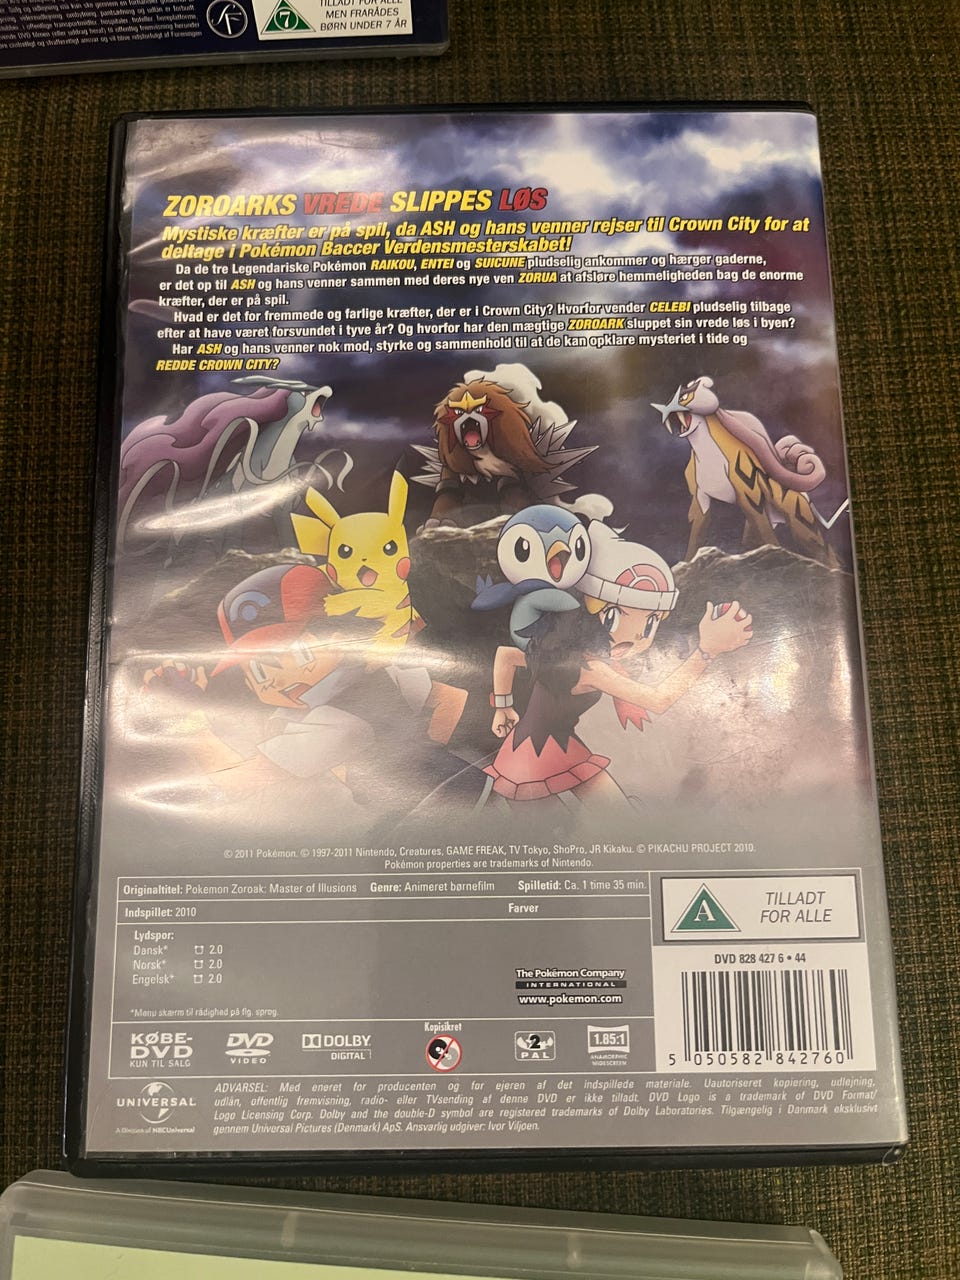 TILLADT FOR ALLE
MEN FRARÅDES
BØRN UNDER 7 ÅR
7
ZOROARKS VREDE SLIPPES LØS
Mystiske kræfter er på spil, da ASH og hans venner rejser til Crown City for at
deltage i Pokémon Baccer Verdensmesterskabet!
Da de tre Legendariske Pokémon RAIKOU, ENTEI og SUICUNE pludselig ankommer og hærger gaderne,
er det op til ASH og hans venner sammen med deres nye ven ZORUA at afsløre hemmeligheden bag de enorme
kræfter, der er på spil.
Hvad er det for fremmede og farlige kræfter, der er i Crown City? Hvorfor vender CELEBI pludselig tilbage
efter at have været forsvundet i tyve år? Og hvorfor har den mægtige ZOROARK sluppet sin vrede løs i byen?
Har ASH og hans venner nok mod, styrke og sammenhold til at de kan opklare mysteriet i tide og
REDDE CROWN CITY?
© 2011 Pokémon. © 1997-2011 Nintendo, Creatures, GAME FREAK, TV Tokyo, ShoPro, JR Kikaku. © PIKACHU PROJECT 2010.
Pokémon properties are trademarks of Nintendo.
Originaltitel: Pokemon Zoroak: Master of Illusions Genre: Animeret børnefilm Spilletid: Ca. 1 time 35 min.
Indspillet: 2010 Farver
Lydspor:
Dansk* 2.0
Norsk* 2.0
Engelsk* 2.0
*Menu skærm til rådighed på flg. sprog.
The Pokémon Company
INTERNATIONAL
www.pokemon.com
A
TILLADT
FOR ALLE
DVD 828 427 6 • 44
5 050582 842760
KØBE-
DVD
KUN TIL SALG
DVD
VIDEO
DOLBY
DIGITAL
Kopisikret
2
PAL
1.85:1
ANAMORPHIC
WIDESCREEN
UNIVERSAL
A Division of NBCUniversal
ADVARSEL: Med eneret for producenten og før ejeren af det indspillede materiale. Uautoriseret kopiering, udlejning,
udlån, offentlig fremvisning, radio- eller TVsending af denne DVD er ikke tilladt. DVD Logo is a trademark of DVD Format/
Logo Licensing Corp. Dolby and the double-D symbol are registered trademarks of Dolby Laboratories. Tilgængelig i Danmark eksklusivt
gennem Universal Pictures (Denmark) ApS. Ansvarlig udgiver: Ivor Viljoen.